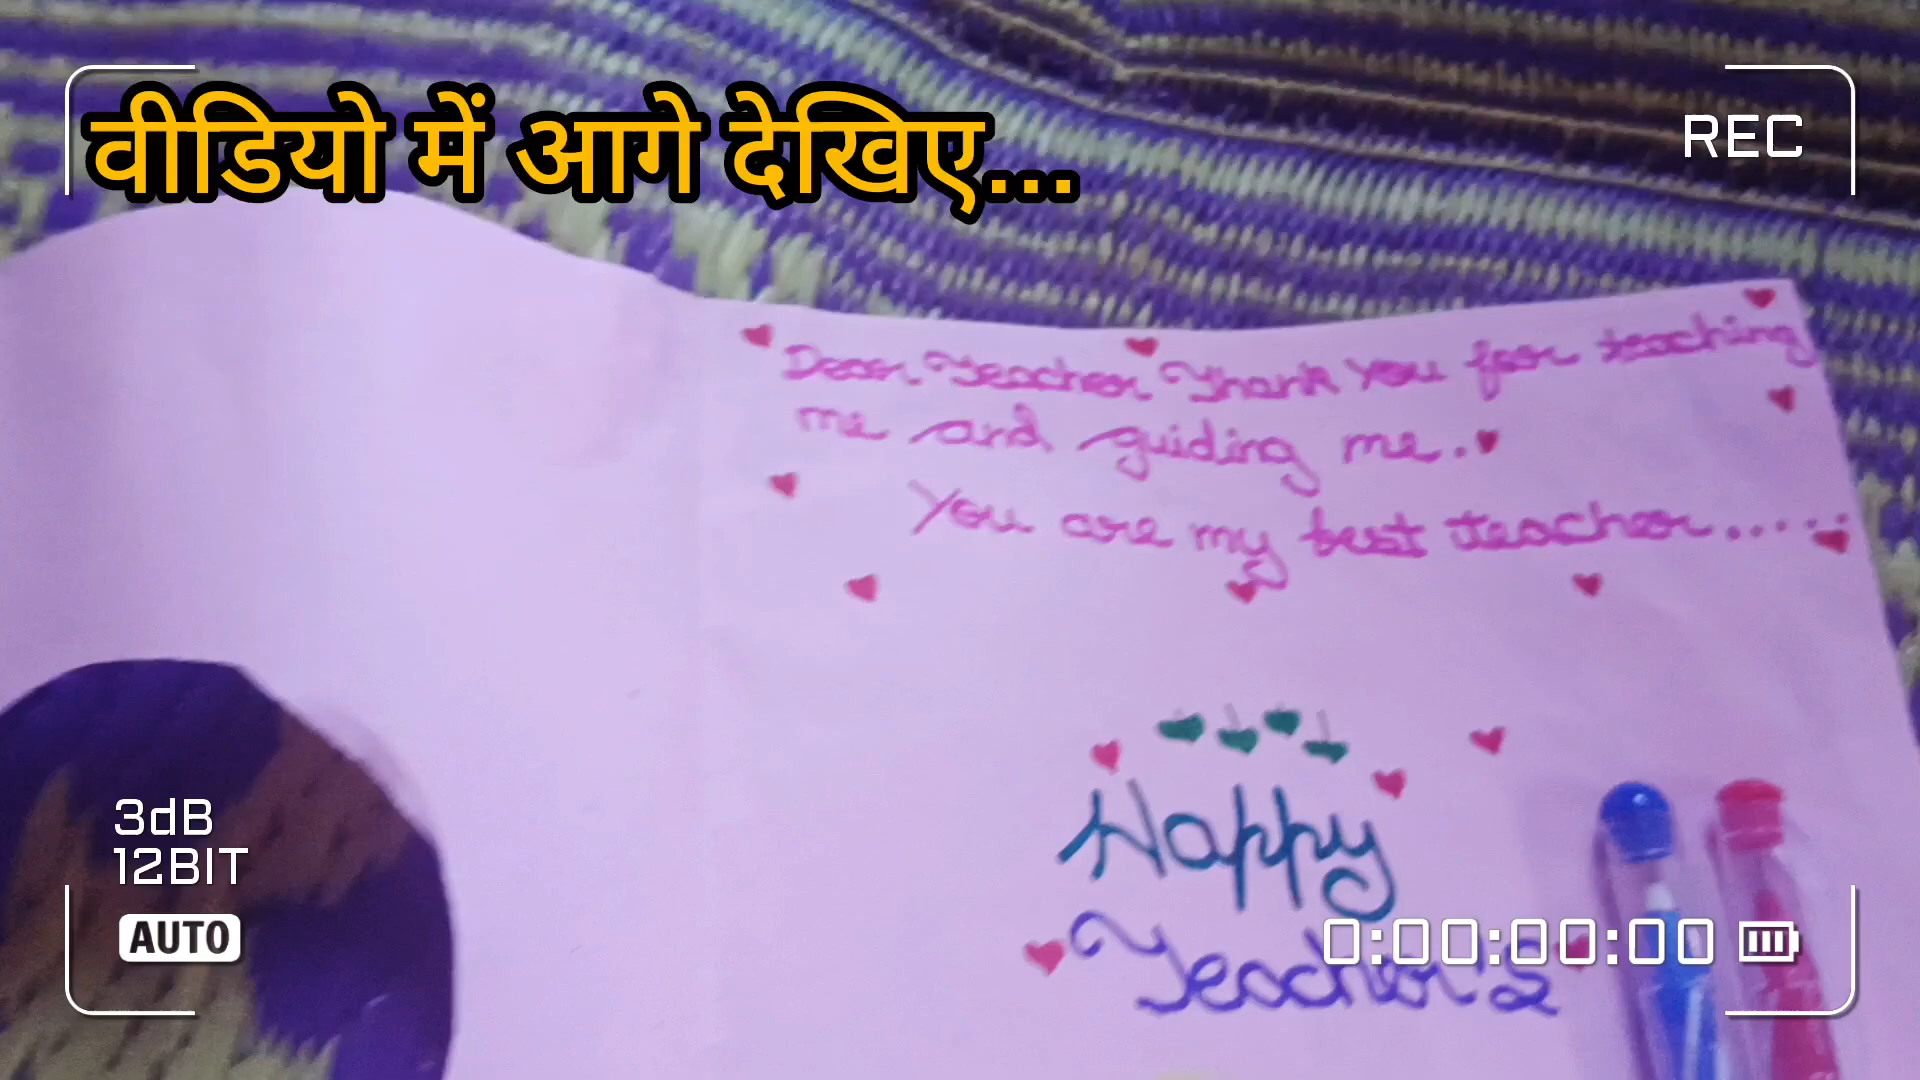 वीडियो में आगे देखिए...
REC
Dear Teacher Thank you for teaching
me and guiding me.
You are my best teacher.....
Happy
Teacher's
3dB
12BIT
AUTO
0:00:00:00